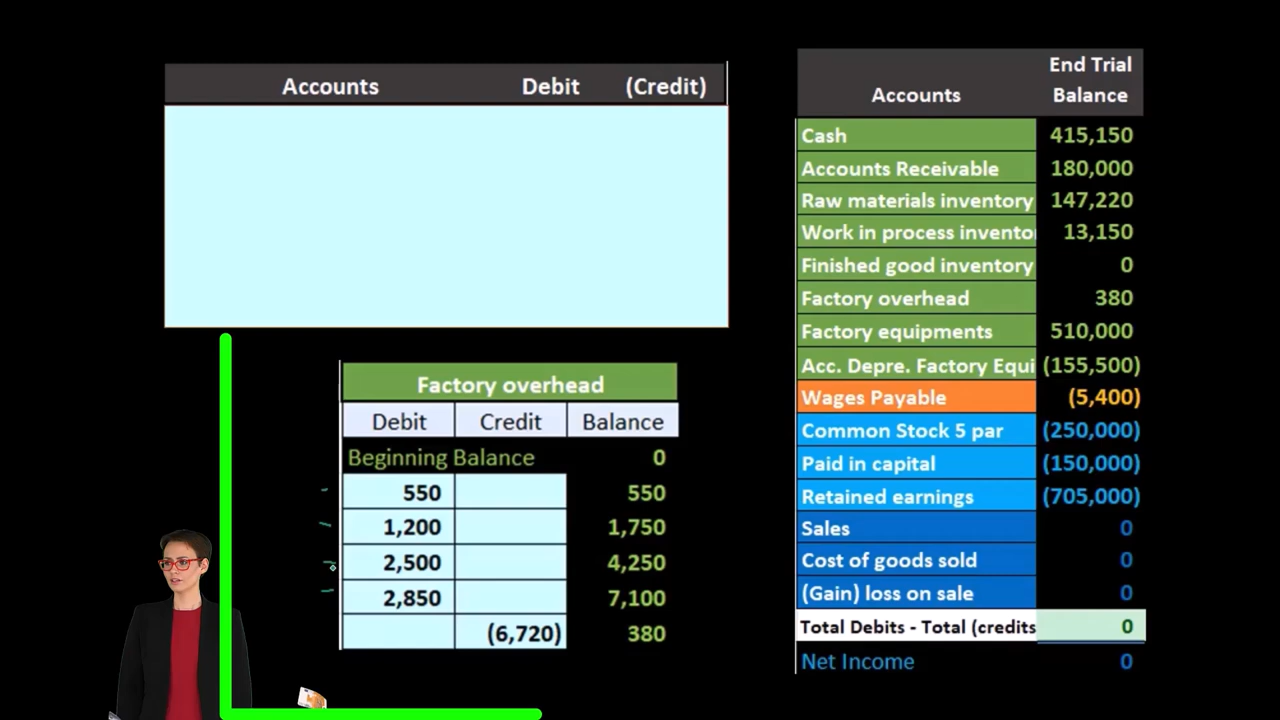 Accounts Debit (Credit)
Factory overhead
Debit Credit Balance
Beginning Balance 0
550 550
1,200 1,750
2,500 4,250
2,850 7,100
(6,720) 380
End Trial
Accounts Balance
Cash 415,150
Accounts Receivable 180,000
Raw materials inventory 147,220
Work in process invento 13,150
Finished good inventory 0
Factory overhead 380
Factory equipments 510,000
Acc. Depre. Factory Equi (155,500)
Wages Payable (5,400)
Common Stock 5 par (250,000)
Paid in capital (150,000)
Retained earnings (705,000)
Sales 0
Cost of goods sold 0
(Gain) loss on sale 0
Total Debits - Total (credits 0
Net Income 0